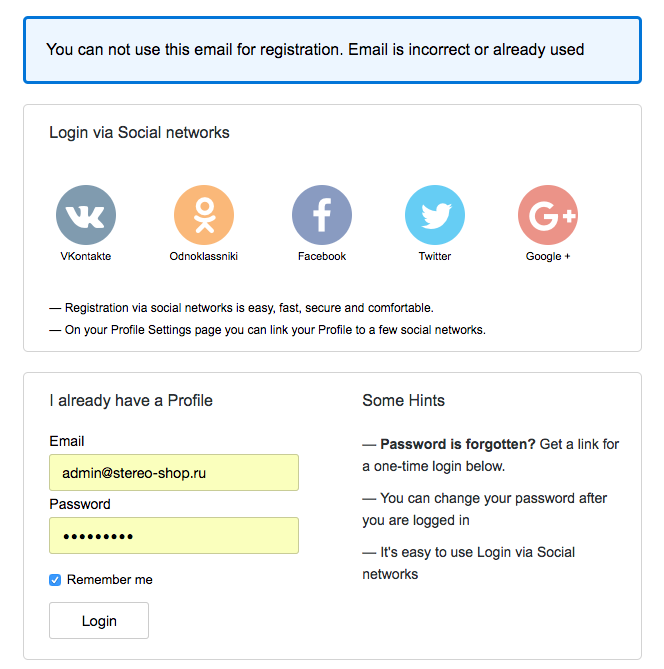 You can not use this email for registration. Email is incorrect or already used
Login via Social networks
VKontakte
Odnoklassniki
Facebook
Twitter
Google +
— Registration via social networks is easy, fast, secure and comfortable.
— On your Profile Settings page you can link your Profile to a few social networks.
I already have a Profile
Email
admin@stereo-shop.ru
Password
●●●●●●●●●
Remember me
Login
Some Hints
— Password is forgotten? Get a link for
a one-time login below.
— You can change your password after
you are logged in
— It's easy to use Login via Social
networks